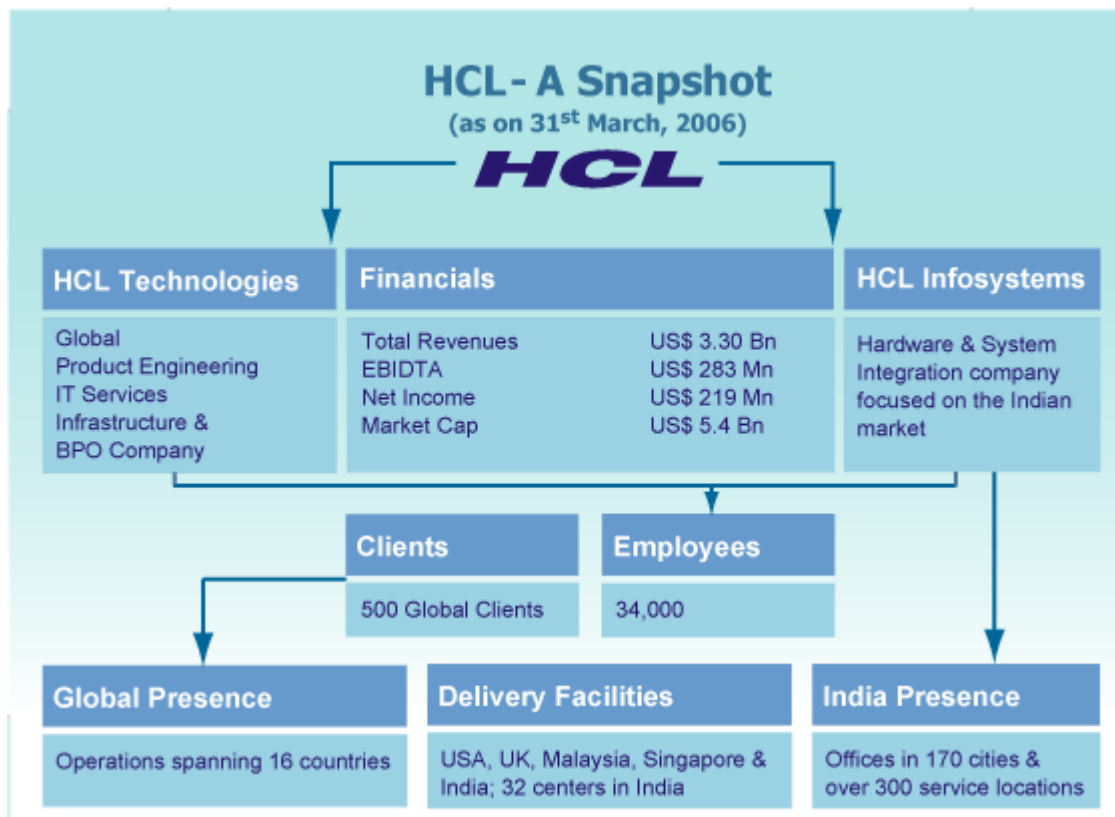 HCL - A Snapshot
(as on 31st March, 2006)
HCL
HCL Technologies
Global
Product Engineering
IT Services
Infrastructure &
BPO Company
Financials
Total Revenues US$ 3.30 Bn
EBIDTA US$ 283 Mn
Net Income US$ 219 Mn
Market Cap US$ 5.4 Bn
HCL Infosystems
Hardware & System
Integration company
focused on the Indian
market
Clients
500 Global Clients
Employees
34,000
Global Presence
Operations spanning 16 countries
Delivery Facilities
USA, UK, Malaysia, Singapore &
India; 32 centers in India
India Presence
Offices in 170 cities &
over 300 service locations